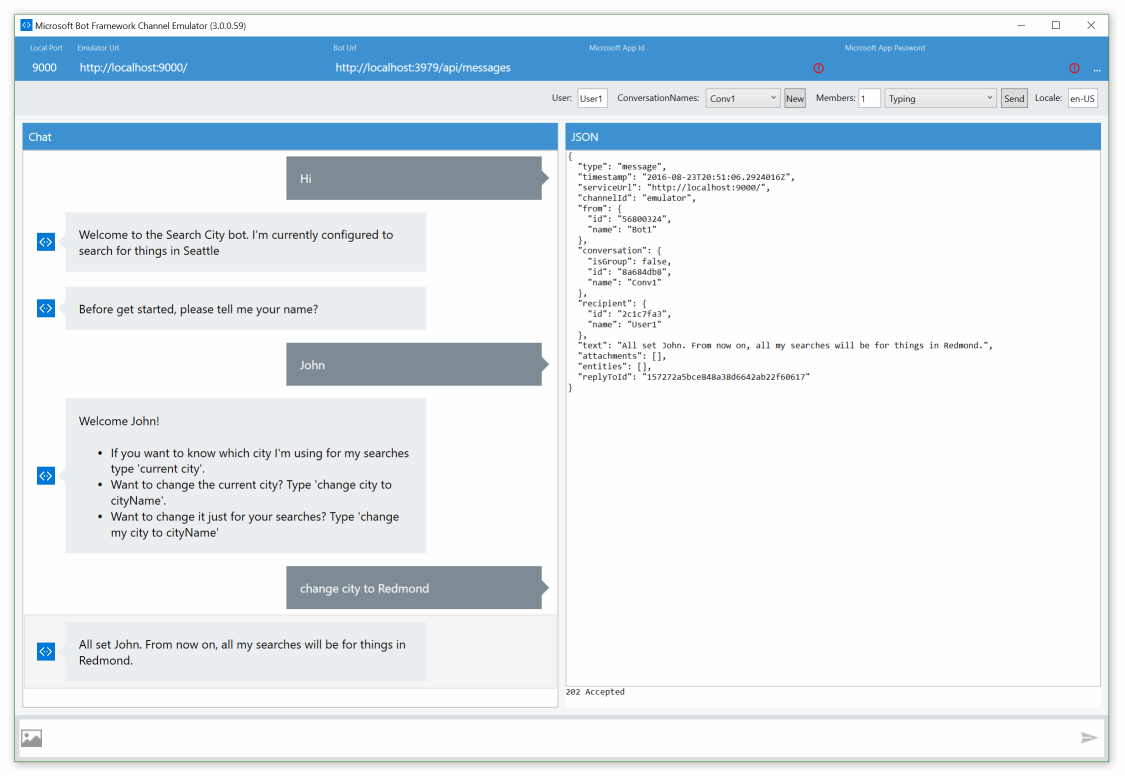 Microsoft Bot Framework Channel Emulator (3.0.0.59)
Local Port Emulator Url Bot Url Microsoft App Id Microsoft App Password
9000 http://localhost:9000/ http://localhost:3979/api/messages ...
User: User1 ConversationNames: Conv1 New Members: 1 Typing Send Locale: en-US
Chat
Hi
Welcome to the Search City bot. I'm currently configured to
search for things in Seattle
Before get started, please tell me your name?
John
Welcome John!
• If you want to know which city I'm using for my searches
type 'current city'.
• Want to change the current city? Type 'change city to
cityName'.
• Want to change it just for your searches? Type 'change
my city to cityName'
change city to Redmond
All set John. From now on, all my searches will be for things in
Redmond.
JSON
{
"type": "message",
"timestamp": "2016-08-23T20:51:06.2924016Z",
"serviceUrl": "http://localhost:9000/",
"channelId": "emulator",
"from": {
"id": "56800324",
"name": "Bot1"
},
"conversation": {
"isGroup": false,
"id": "8a684db8",
"name": "Conv1"
},
"recipient": {
"id": "2c1c7fa3",
"name": "User1"
},
"text": "All set John. From now on, all my searches will be for things in Redmond.",
"attachments": [],
"entities": [],
"replyToId": "157272a5bce848a38d6642ab22f60617"
}
202 Accepted